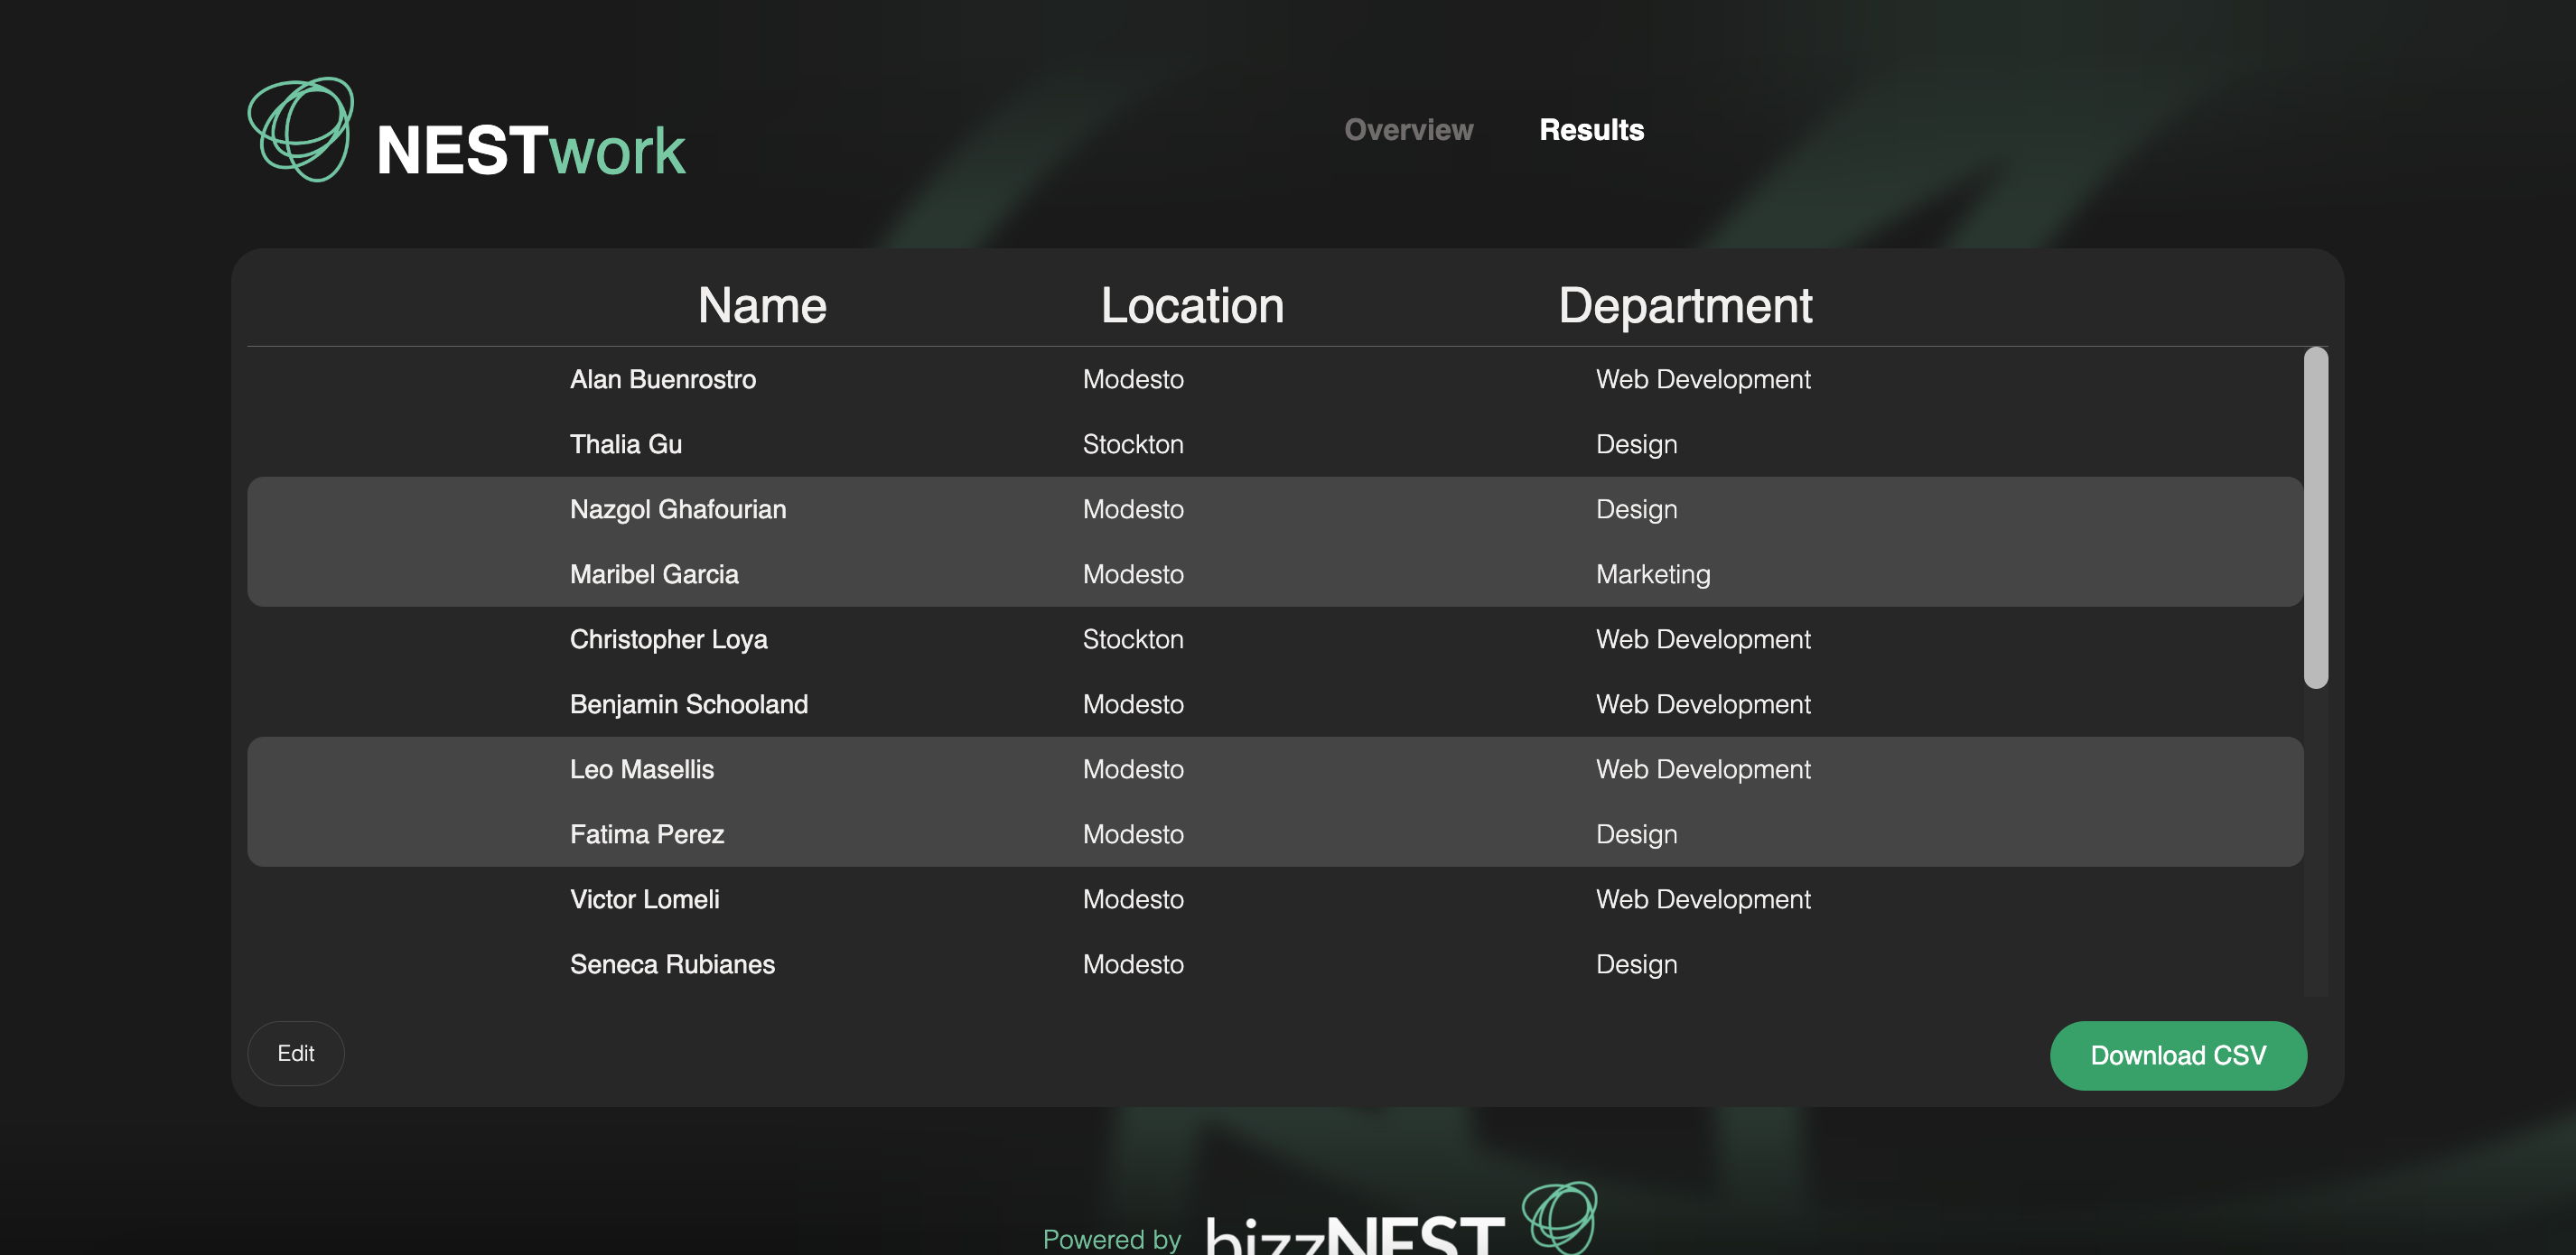 NESTwork
Overview Results
Name Location Department
Alan Buenrostro Modesto Web Development
Thalia Gu Stockton Design
Nazgol Ghafourian Modesto Design
Maribel Garcia Modesto Marketing
Christopher Loya Stockton Web Development
Benjamin Schooland Modesto Web Development
Leo Masellis Modesto Web Development
Fatima Perez Modesto Design
Victor Lomeli Modesto Web Development
Seneca Rubianes Modesto Design
Edit Download CSV
Powered by bizzNEST